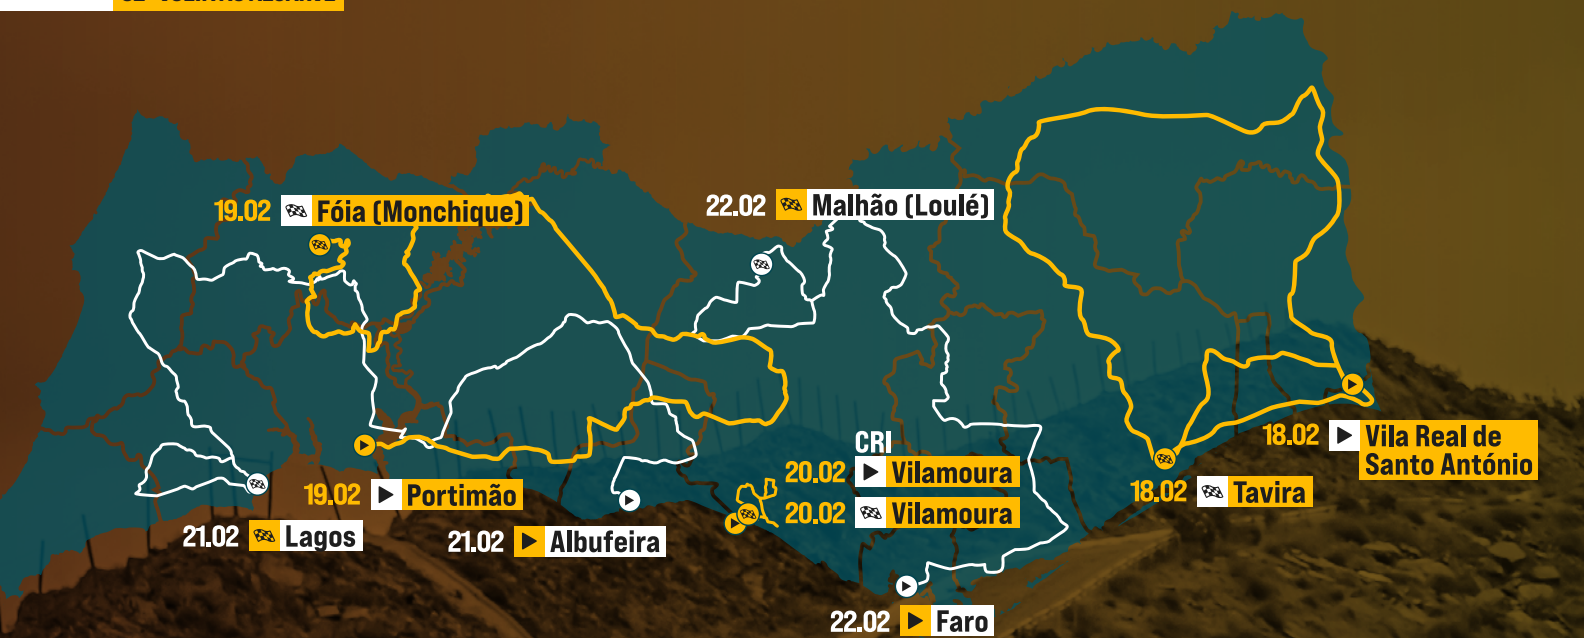 19.02 Fóia (Monchique)
22.02 Malhão (Loulé)
CRI
20.02 Vilamoura
20.02 Vilamoura
18.02 Vila Real de
Santo António
18.02 Tavira
19.02 Portimão
21.02 Lagos
21.02 Albufeira
22.02 Faro